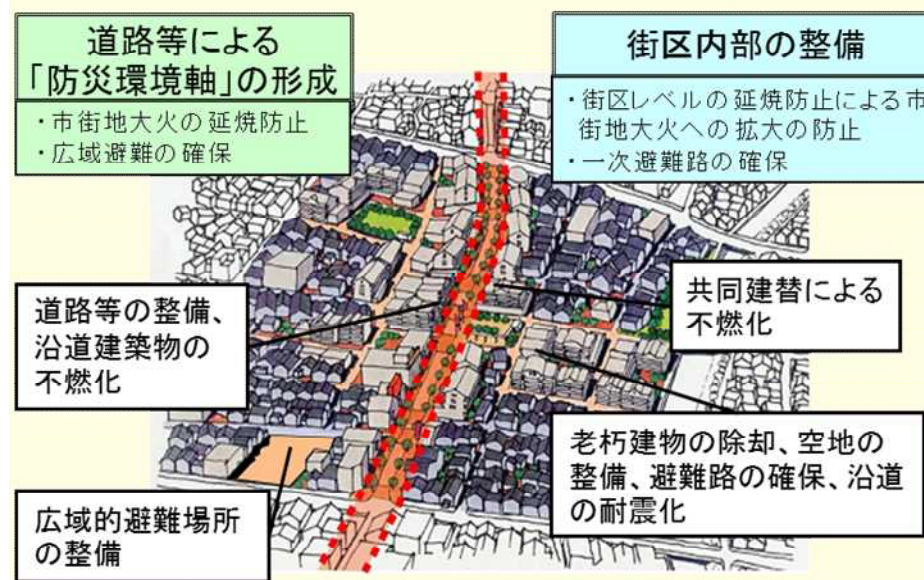 道路等による
「防災環境軸」の形成
・市街地大火の延焼防止
・広域避難の確保
街区内部の整備
・街区レベルの延焼防止による市
街地大火への拡大の防止
・一次避難路の確保
道路等の整備、
沿道建築物の
不燃化
共同建替による
不燃化
老朽建物の除却、空地の
整備、避難路の確保、沿道
の耐震化
広域的避難場所
の整備